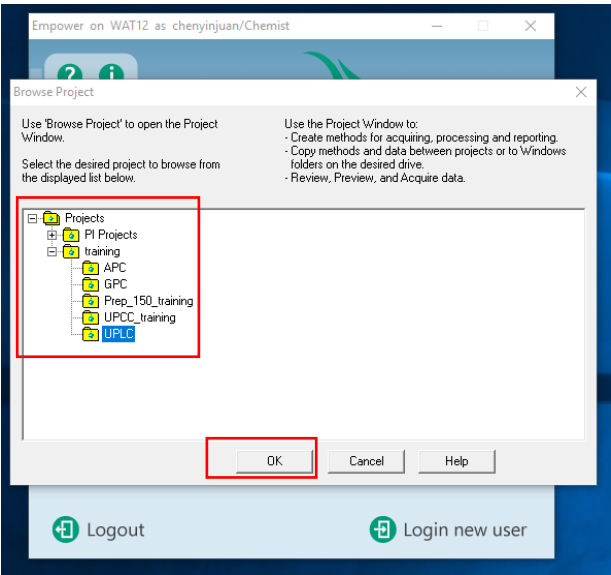 Empower on WAT12 as chenyinjuan/Chemist
? i
Browse Project
Use 'Browse Project' to open the Project
Window.
Select the desired project to browse from
the displayed list below.
Use the Project Window to:
- Create methods for acquiring, processing and reporting.
- Copy methods and data between projects or to Windows
folders on the desired drive.
- Review, Preview, and Acquire data.
Projects
PI Projects
training
APC
GPC
Prep_150_training
UPCC_training
UPLC
OK Cancel Help
Logout Login new user